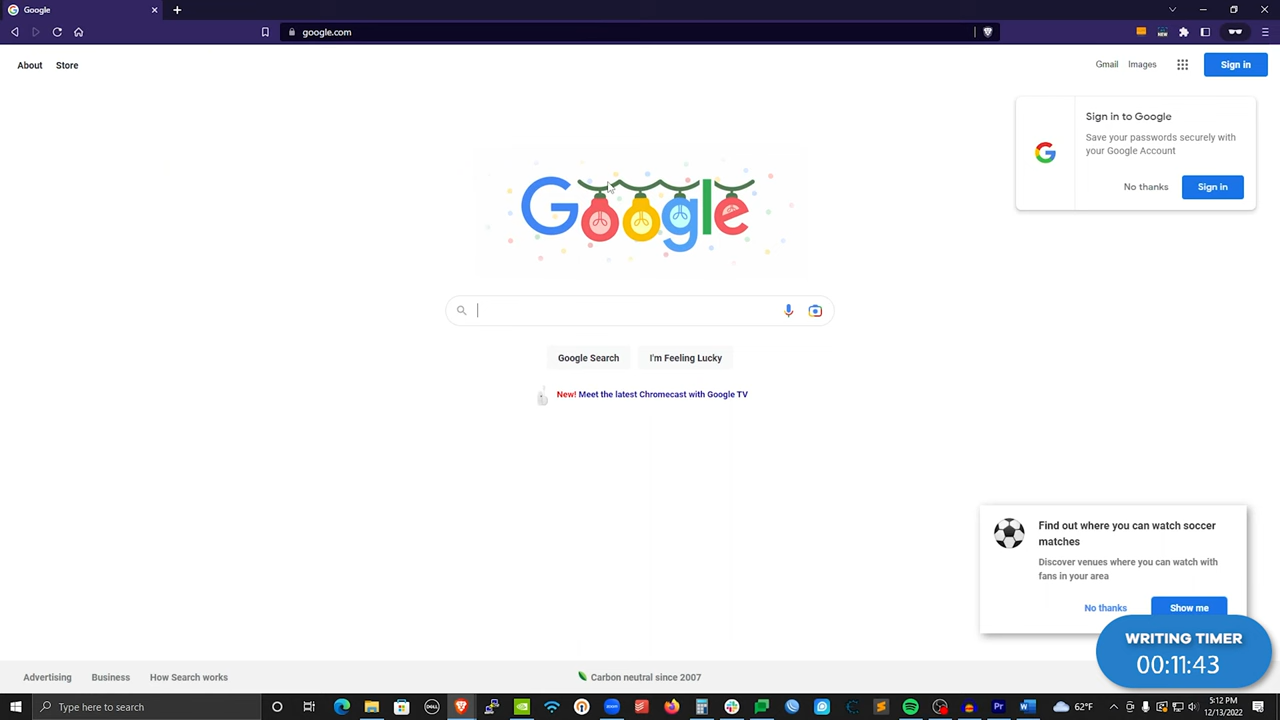 Google
google.com
About
Store
Gmail
Images
Sign in
Sign in to Google
Save your passwords securely with
your Google Account
No thanks
Sign in
Google
Google Search
I'm Feeling Lucky
New! Meet the latest Chromecast with Google TV
Find out where you can watch soccer
matches
Discover venues where you can watch with
fans in your area
No thanks
Show me
WRITING TIMER
00:11:43
Advertising
Business
How Search works
Carbon neutral since 2007
Type here to search
DELL
62°F
5:12 PM
12/13/2022